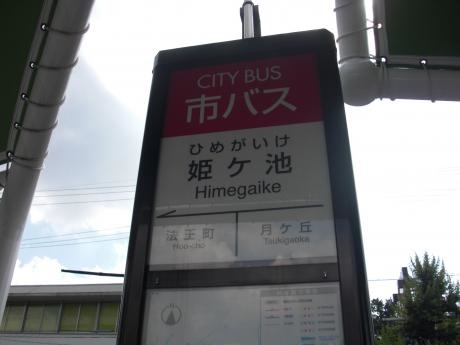 CITY BUS
市バス
ひめがいけ
姫ケ池
Himegaike
法王町
Hoo-cho
月ケ丘
Tsukigaoka